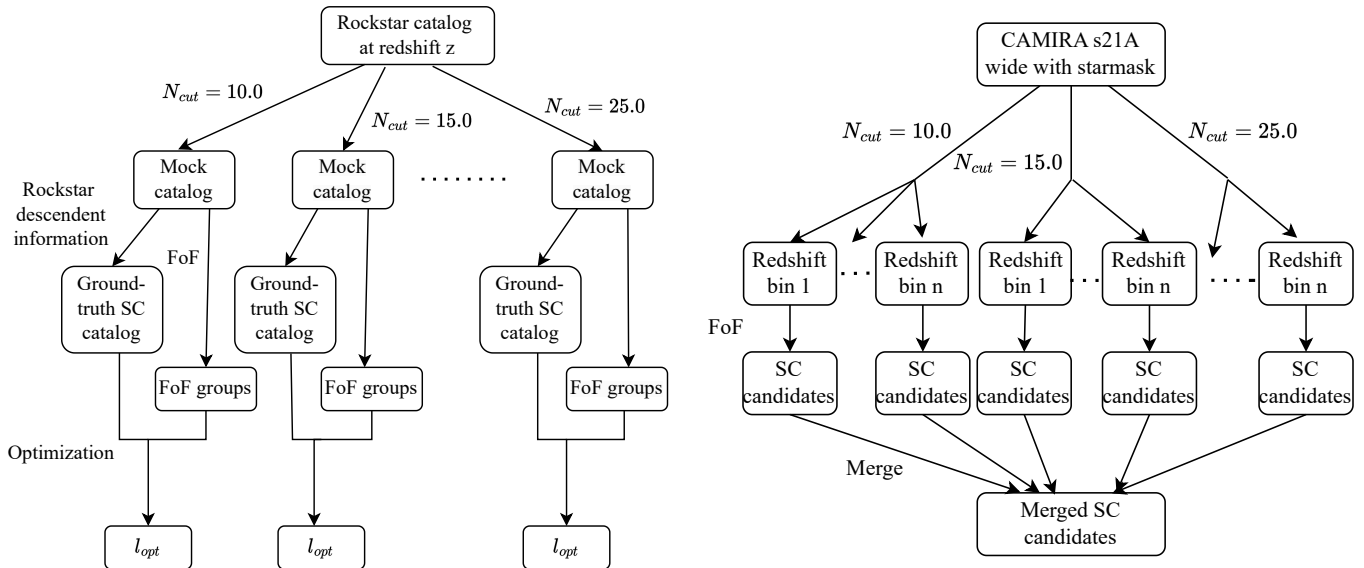 Rockstar catalog
at redshift z
N_cut = 10.0
N_cut = 15.0
N_cut = 25.0
Mock
catalog
Mock
catalog
. . . . . . . .
Mock
catalog
Rockstar
descendent
information
FoF
Ground-
truth SC
catalog
Ground-
truth SC
catalog
Ground-
truth SC
catalog
FoF groups
FoF groups
FoF groups
Optimization
l_opt
l_opt
l_opt
CAMIRA s21A
wide with starmask
N_cut = 10.0
N_cut = 15.0
N_cut = 25.0
Redshift
bin 1
. . .
Redshift
bin n
Redshift
bin 1
. . . .
Redshift
bin n
. . . . .
Redshift
bin n
FoF
SC
candidates
SC
candidates
SC
candidates
SC
candidates
SC
candidates
Merge
Merged SC
candidates